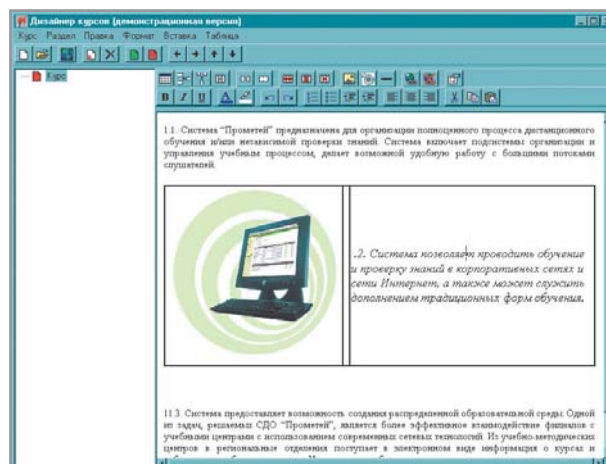 Дизайнер курсов (демонстрационная версия)
Курс Раздел Правка Формат Вставка Таблица
Курс
B I U A
1.1. Система "Прометей" предназначена для организации полноценного процесса дистанционного
обучения и/или независимой проверки знаний. Система включает подсистемы организации и
управления учебным процессом, делает возможной удобную работу с большими потоками
слушателей.
.2. Система позволяет проводить обучение
и проверку знаний в корпоративных сетях и
сети Интернет, а также может служить
дополнением традиционных форм обучения.
11.3. Система предоставляет возможность создания распределенной образовательной среды. Одной
из задач, решаемых СДО "Прометей", является более эффективное взаимодействие филиалов с
учебными центрами с использованием современных сетевых технологий. Из учебно-методических
центров в региональные отделения поступает в электронном виде информация о курсах и